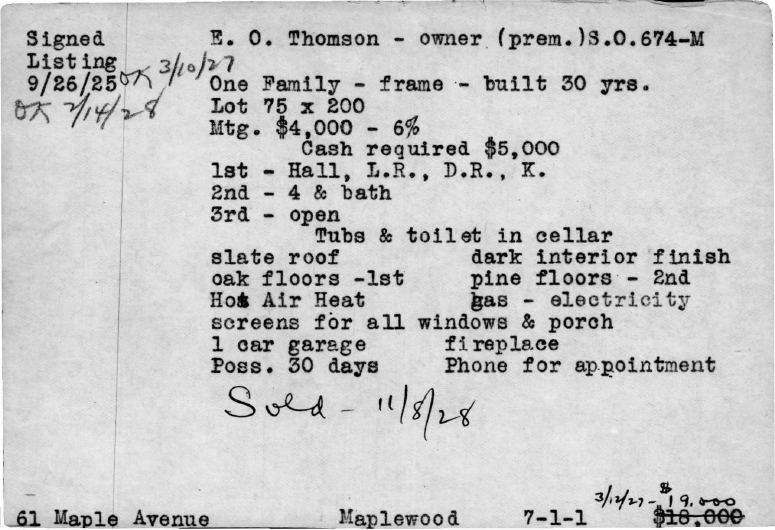 Signed E. O. Thomson - owner (prem.)S.O.674-M
Listing
9/26/25 OK 3/10/27
One Family - frame - built 30 yrs.
OK 2/14/28
Lot 75 x 200
Mtg. $4,000 - 6%
Cash required $5,000
1st - Hall, L.R., D.R., K.
2nd - 4 & bath
3rd - open
Tubs & toilet in cellar
slate roof dark interior finish
oak floors -1st pine floors - 2nd
Hot Air Heat gas - electricity
screens for all windows & porch
1 car garage fireplace
Poss. 30 days Phone for appointment
Sold - 11/8/28
3/12/27 - $19.000
61 Maple Avenue Maplewood 7-1-1 $18,000